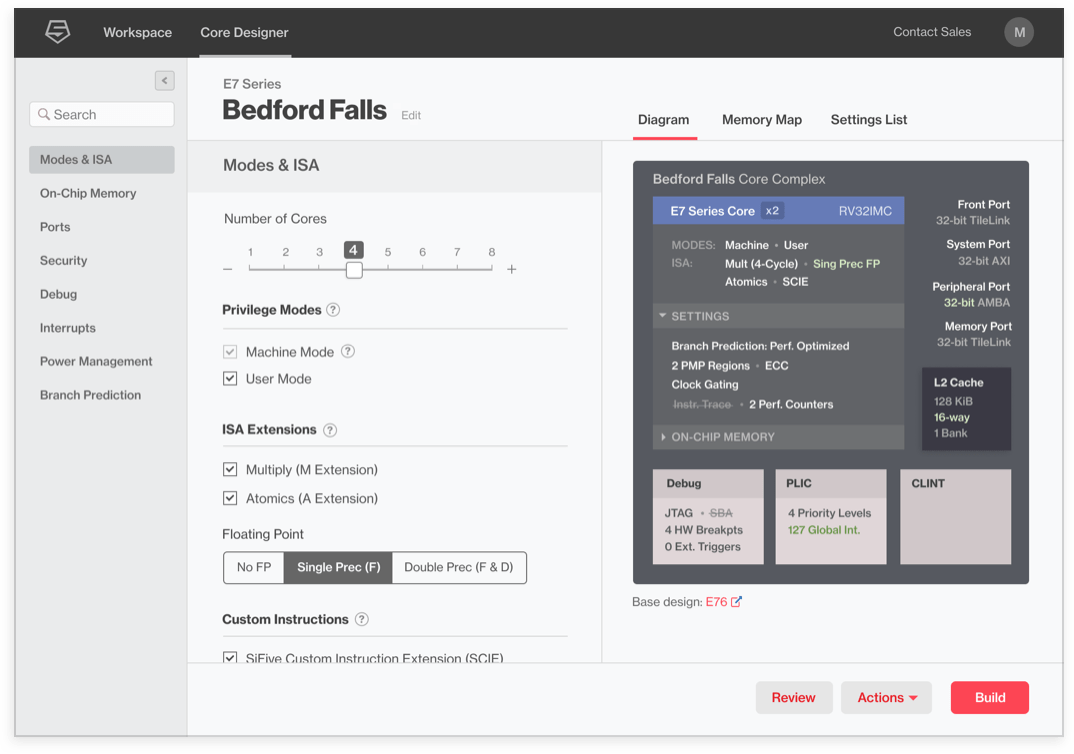 Workspace
Core Designer
Contact Sales
M
<
Search
Modes & ISA
On-Chip Memory
Ports
Security
Debug
Interrupts
Power Management
Branch Prediction
E7 Series
Bedford Falls Edit
Diagram
Memory Map
Settings List
Modes & ISA
Number of Cores
1 2 3 4 5 6 7 8
− +
Privilege Modes ?
Machine Mode ?
User Mode
ISA Extensions ?
Multiply (M Extension)
Atomics (A Extension)
Floating Point
No FP Single Prec (F) Double Prec (F & D)
Custom Instructions ?
SiFive Custom Instruction Extension (SCIE)
Bedford Falls Core Complex
E7 Series Core x2 RV32IMC
MODES: Machine • User
ISA: Mult (4-Cycle) • Sing Prec FP
Atomics • SCIE
SETTINGS
Branch Prediction: Perf. Optimized
2 PMP Regions • ECC
Clock Gating
Instr. Trace • 2 Perf. Counters
ON-CHIP MEMORY
Front Port
32-bit TileLink
System Port
32-bit AXI
Peripheral Port
32-bit AMBA
Memory Port
32-bit TileLink
L2 Cache
128 KiB
16-way
1 Bank
Debug
JTAG • SBA
4 HW Breakpts
0 Ext. Triggers
PLIC
4 Priority Levels
127 Global Int.
CLINT
Base design: E76
Review
Actions
Build